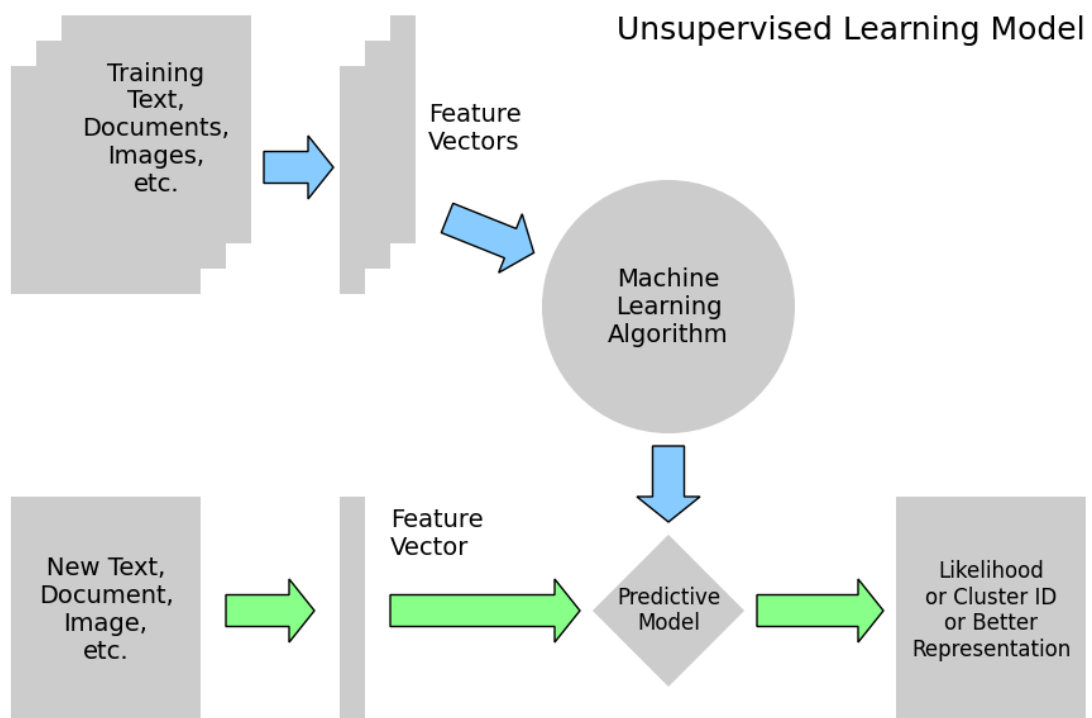 Unsupervised Learning Model
Training
Text,
Documents,
Images,
etc.
Feature
Vectors
Machine
Learning
Algorithm
New Text,
Document,
Image,
etc.
Feature
Vector
Predictive
Model
Likelihood
or Cluster ID
or Better
Representation